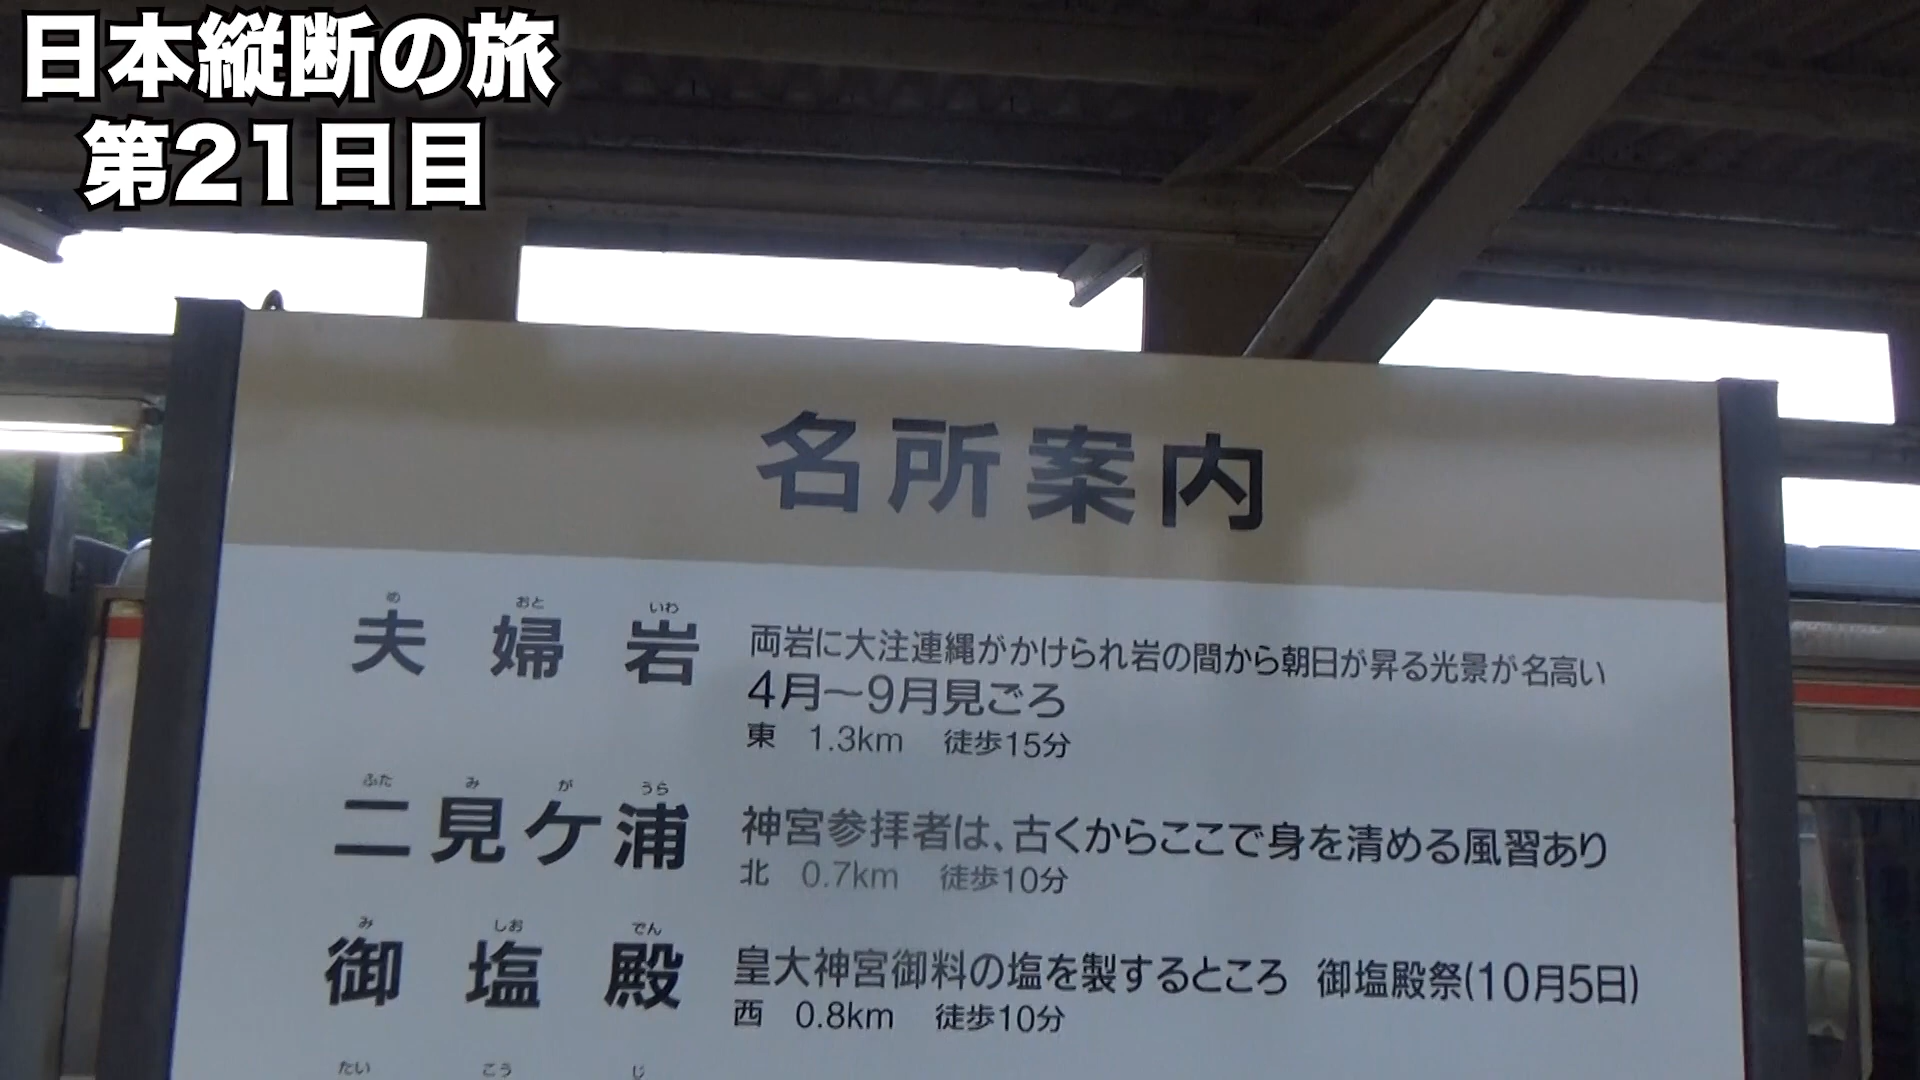 日本縦断の旅
第21日目
名所案内
め おと いわ
夫婦岩
両岩に大注連縄がかけられ岩の間から朝日が昇る光景が名高い
4月〜9月見ごろ
東 1.3km 徒歩15分
ふた み が うら
二見ケ浦
神宮参拝者は、古くからここで身を清める風習あり
北 0.7km 徒歩10分
み しお でん
御塩殿
皇大神宮御料の塩を製するところ 御塩殿祭(10月5日)
西 0.8km 徒歩10分
たい こう じ